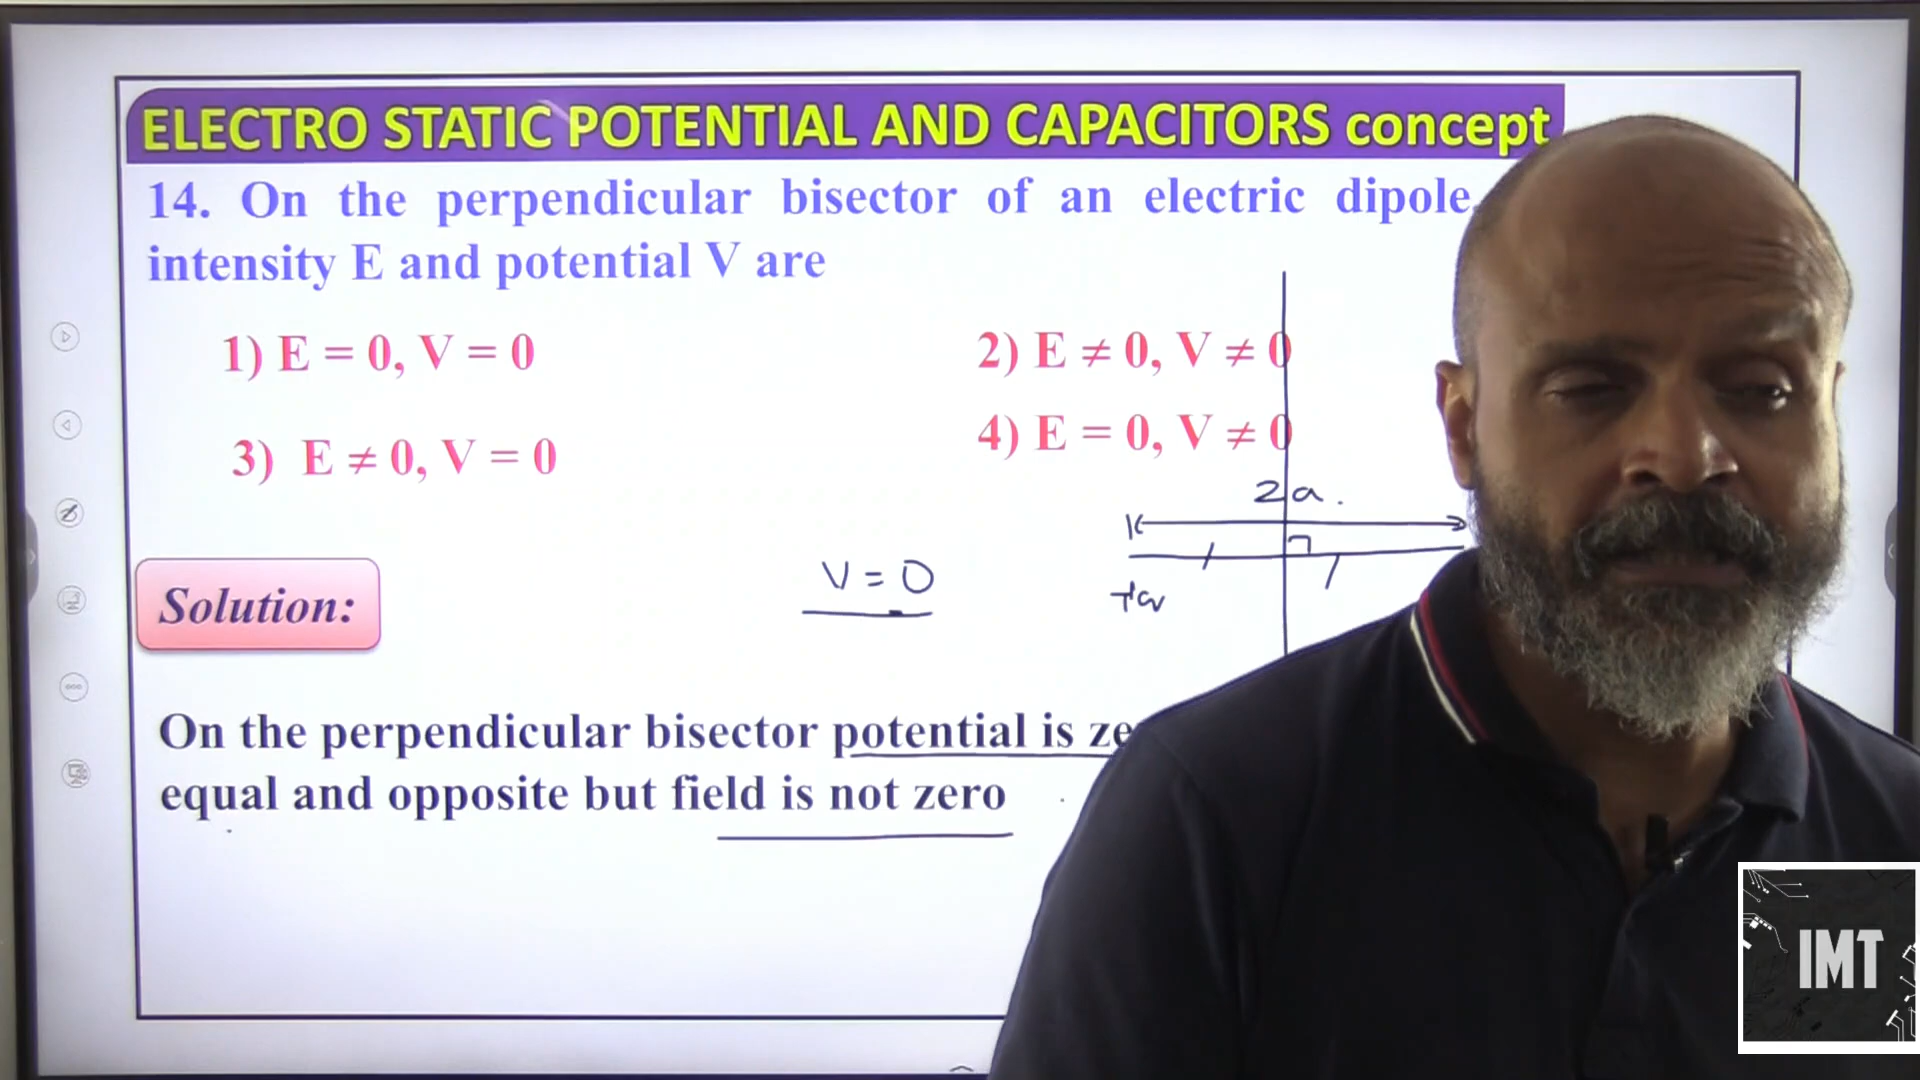 ELECTRO STATIC POTENTIAL AND CAPACITORS concept
14. On the perpendicular bisector of an electric dipole
intensity E and potential V are
1) E = 0, V = 0
2) E ≠ 0, V ≠ 0
3) E ≠ 0, V = 0
4) E = 0, V ≠ 0
2a.
V = 0
Solution:
On the perpendicular bisector potential is
equal and opposite but field is not zero
IMT